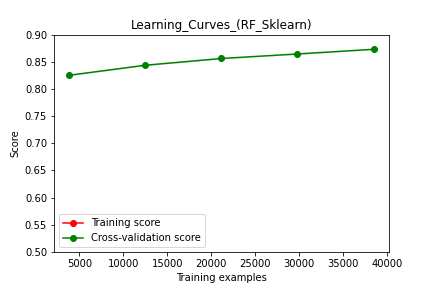 Learning_Curves_(RF_Sklearn)
0.90
0.85
0.80
0.75
0.70
0.65
0.60
0.55
0.50
Score
Training score
Cross-validation score
5000 10000 15000 20000 25000 30000 35000 40000
Training examples